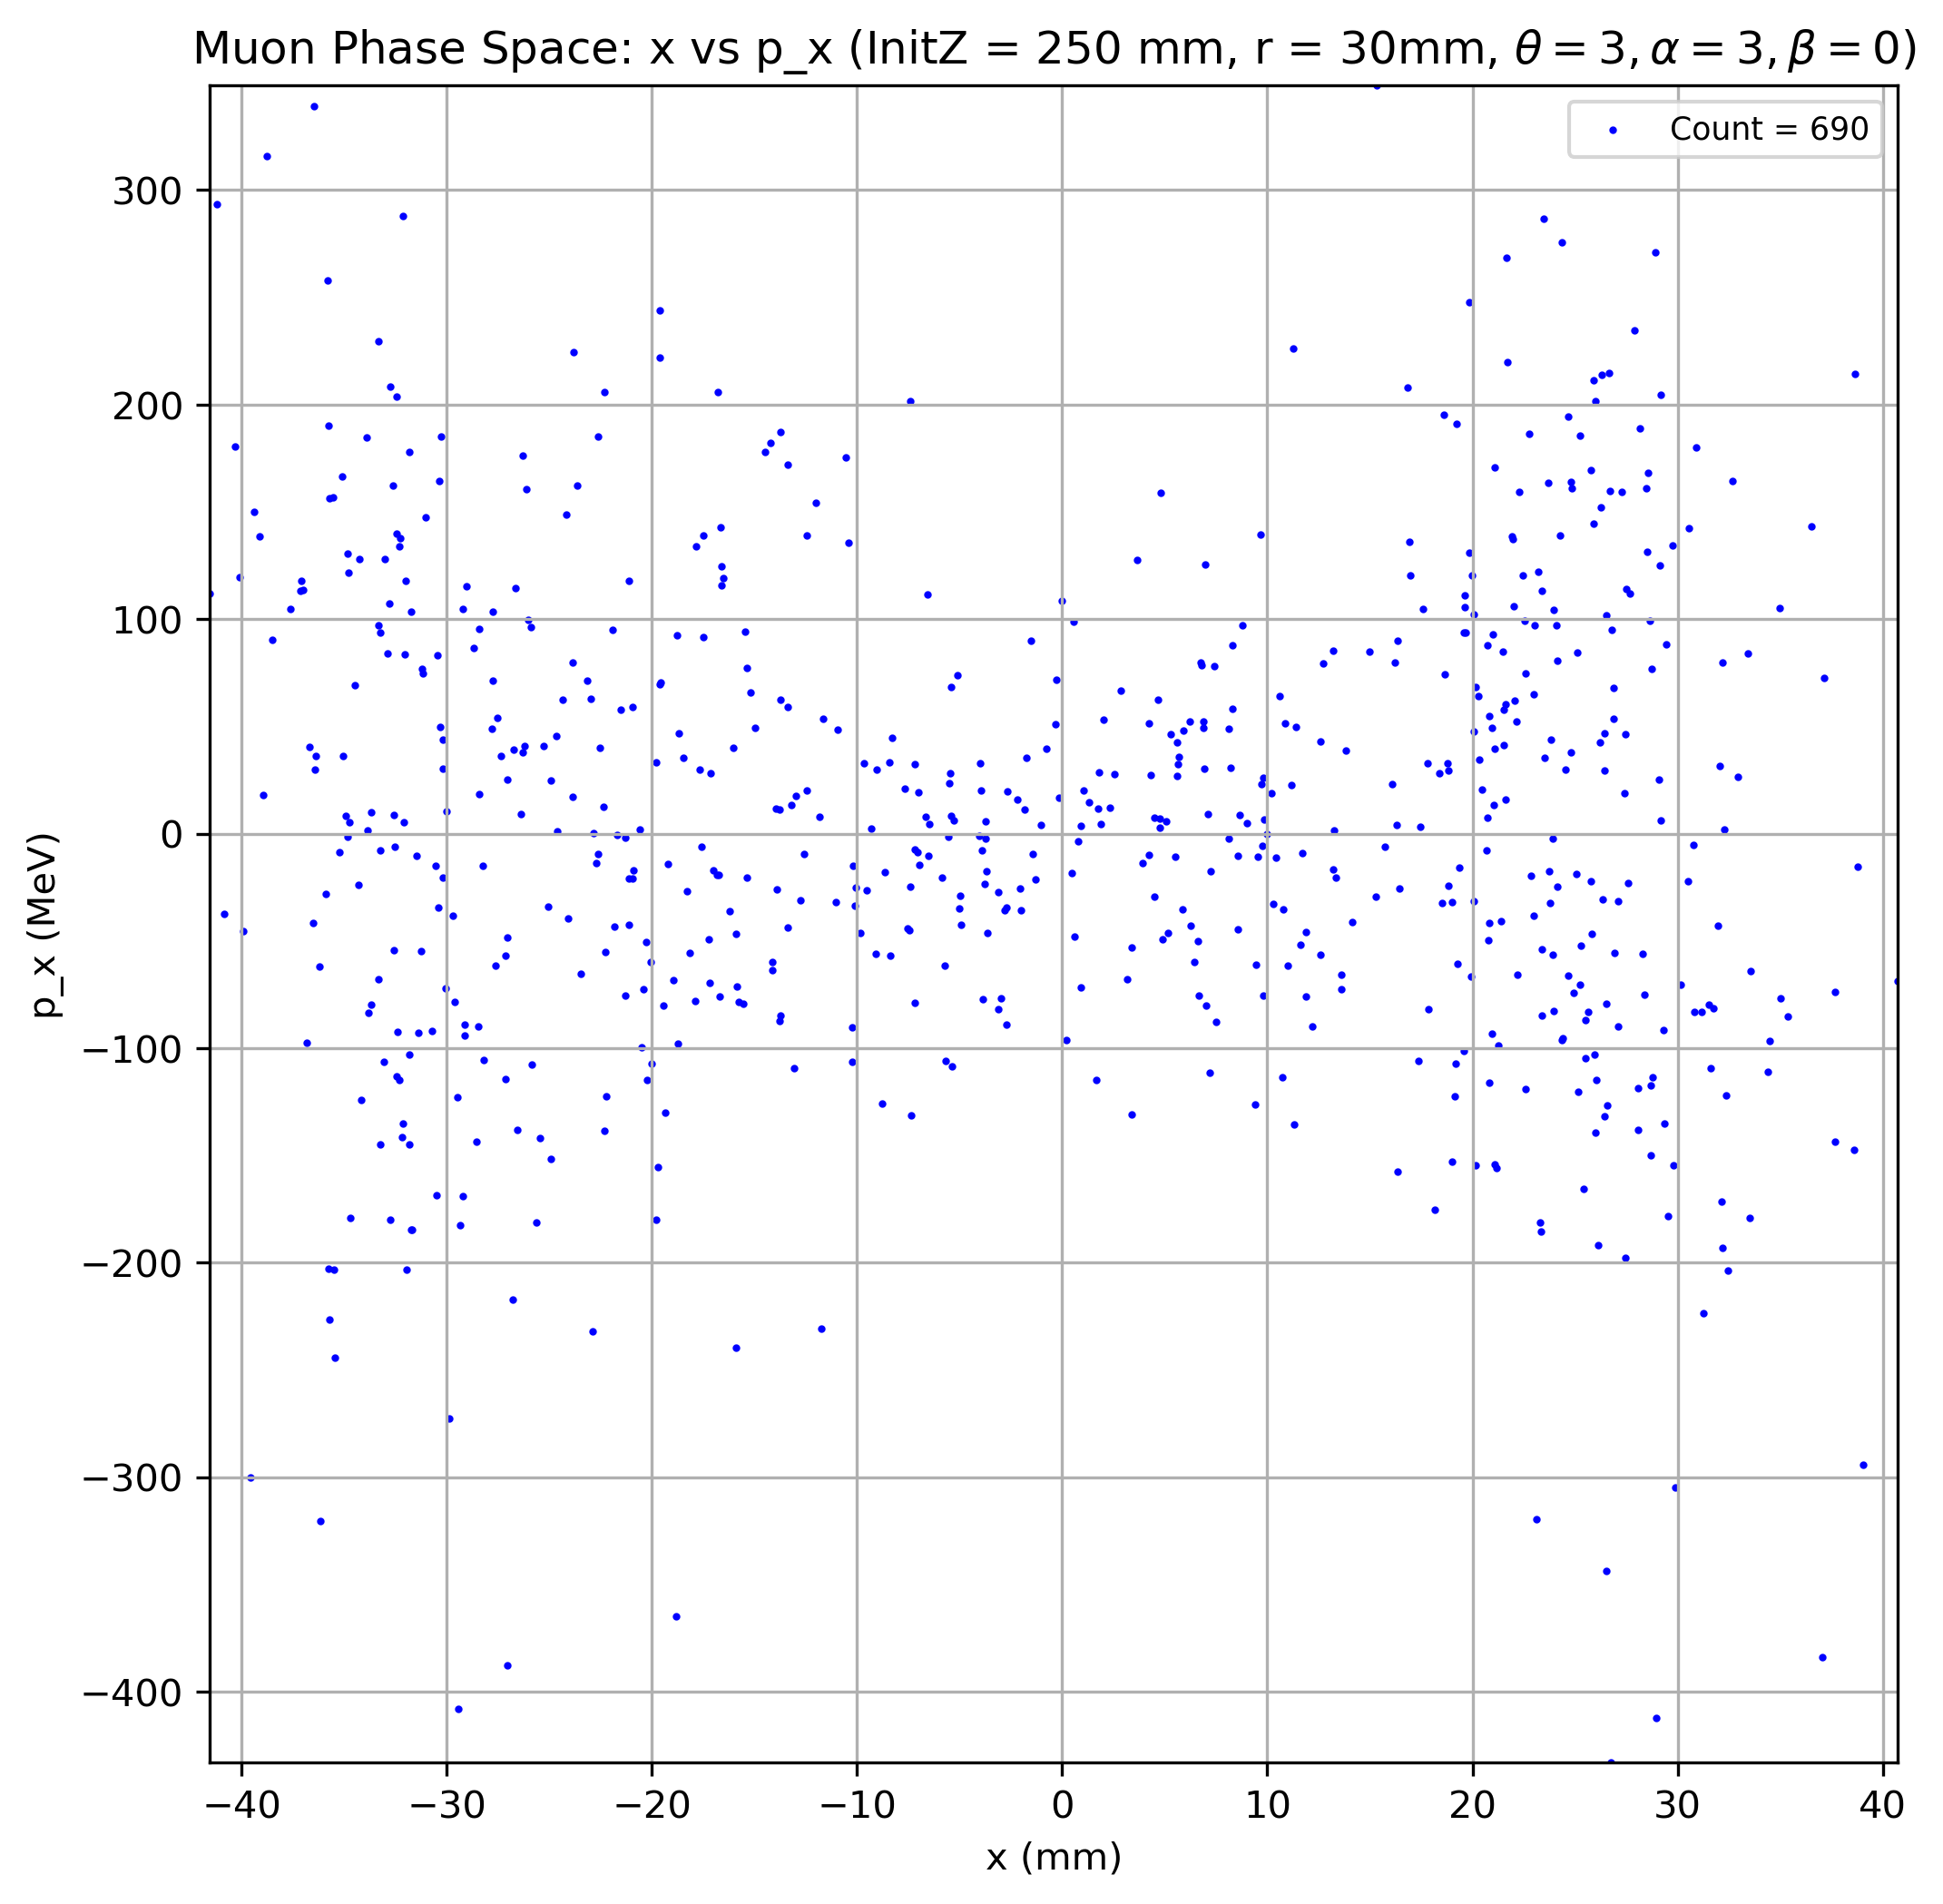 Muon Phase Space: x vs p_x (InitZ = 250 mm, r = 30mm, θ = 3, α = 3, β = 0)
Count = 690
300
200
100
0
−100
−200
−300
−400
p_x (MeV)
−40 −30 −20 −10 0 10 20 30 40
x (mm)